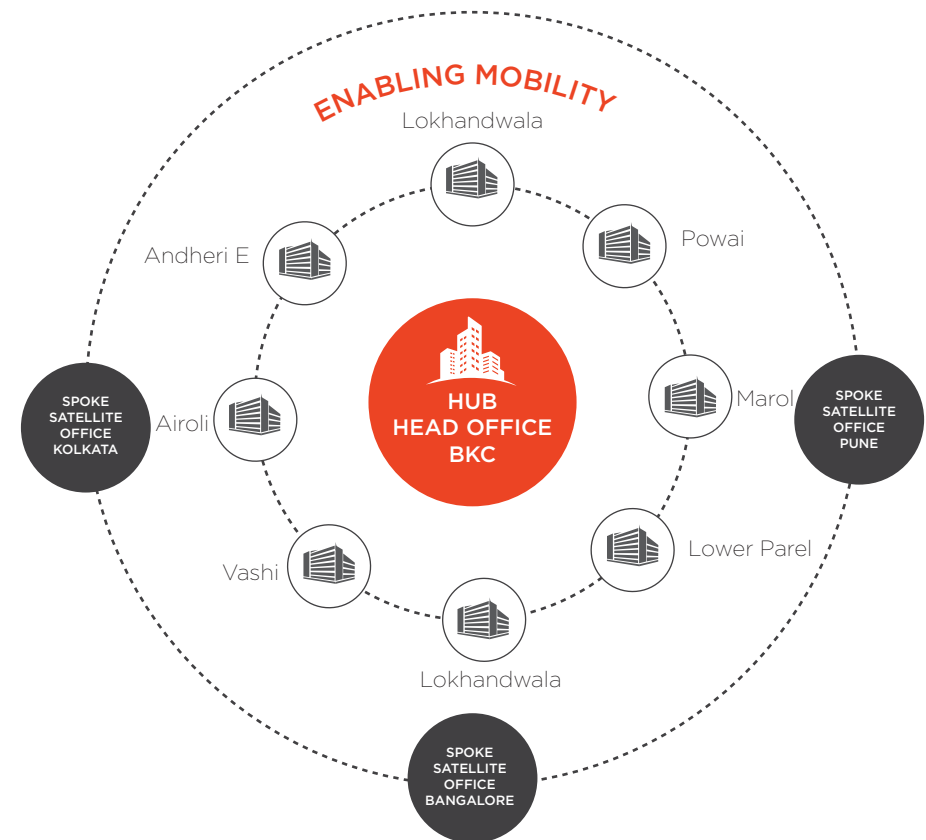 ENABLING MOBILITY
Lokhandwala
Andheri E
Powai
SPOKE
SATELLITE
OFFICE
KOLKATA
Airoli
HUB
HEAD OFFICE
BKC
Marol
SPOKE
SATELLITE
OFFICE
PUNE
Vashi
Lower Parel
Lokhandwala
SPOKE
SATELLITE
OFFICE
BANGALORE